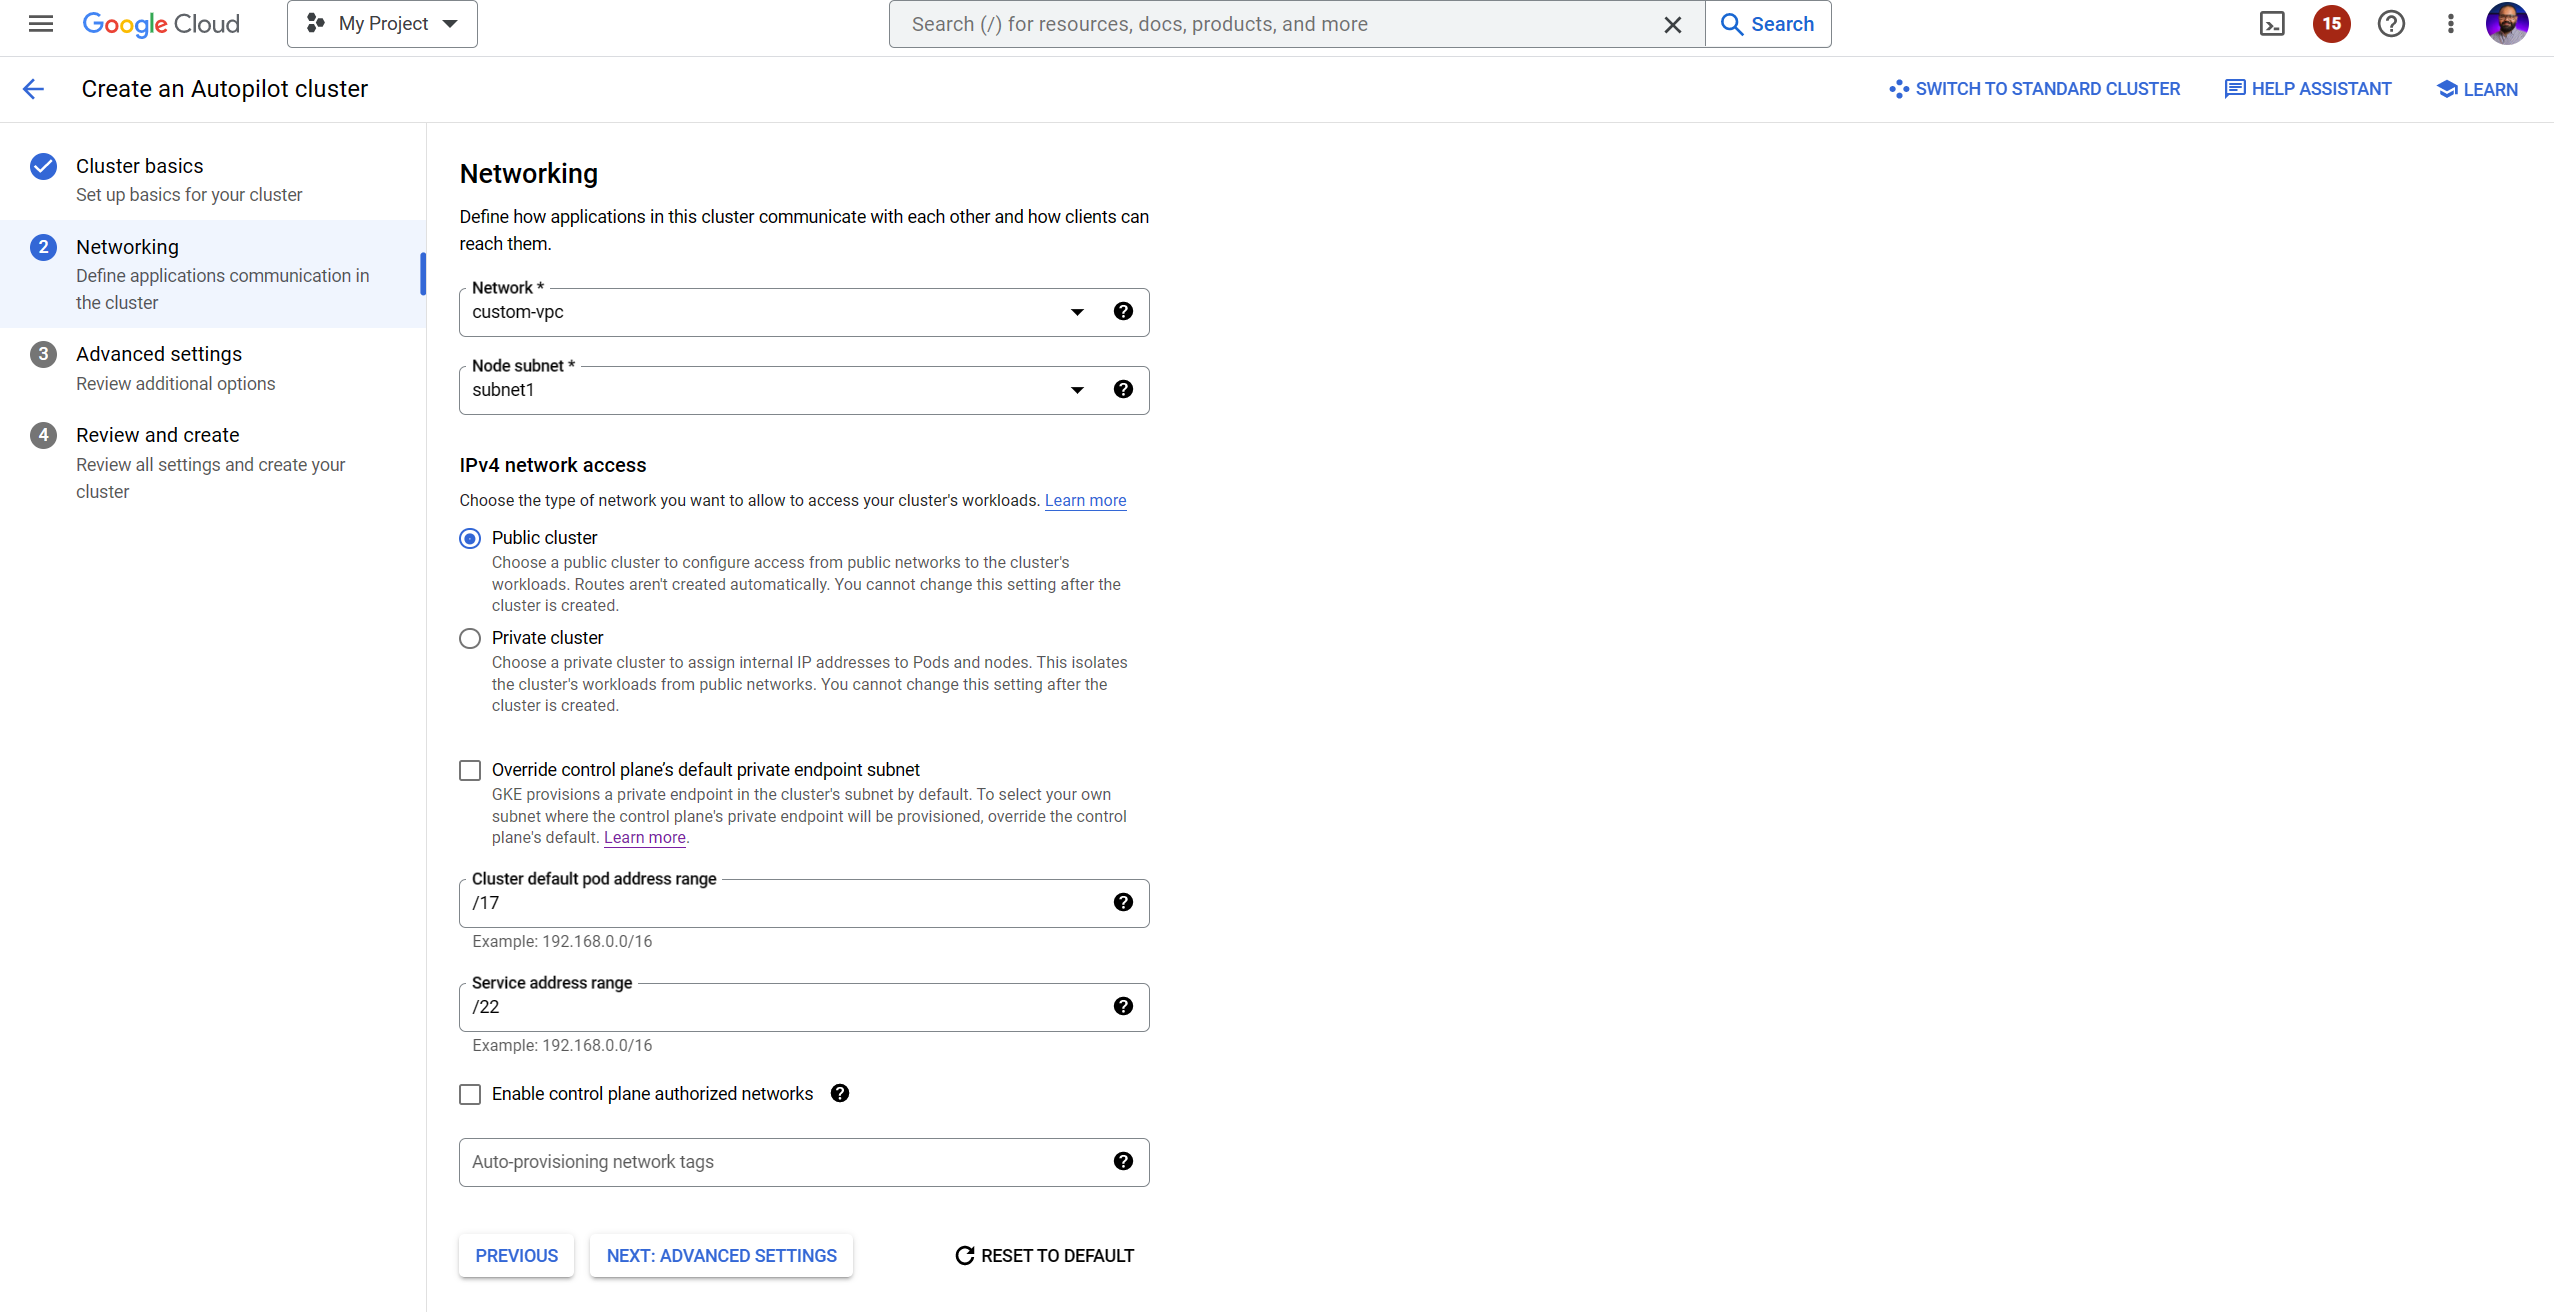 Google Cloud
My Project
Search (/) for resources, docs, products, and more
Search
15
Create an Autopilot cluster
SWITCH TO STANDARD CLUSTER
HELP ASSISTANT
LEARN
Cluster basics
Set up basics for your cluster
2
Networking
Define applications communication in
the cluster
3
Advanced settings
Review additional options
4
Review and create
Review all settings and create your
cluster
Networking
Define how applications in this cluster communicate with each other and how clients can
reach them.
Network *
custom-vpc
Node subnet *
subnet1
IPv4 network access
Choose the type of network you want to allow to access your cluster's workloads. Learn more
Public cluster
Choose a public cluster to configure access from public networks to the cluster's
workloads. Routes aren't created automatically. You cannot change this setting after the
cluster is created.
Private cluster
Choose a private cluster to assign internal IP addresses to Pods and nodes. This isolates
the cluster's workloads from public networks. You cannot change this setting after the
cluster is created.
Override control plane’s default private endpoint subnet
GKE provisions a private endpoint in the cluster's subnet by default. To select your own
subnet where the control plane's private endpoint will be provisioned, override the control
plane's default. Learn more.
Cluster default pod address range
/17
Example: 192.168.0.0/16
Service address range
/22
Example: 192.168.0.0/16
Enable control plane authorized networks
Auto-provisioning network tags
PREVIOUS
NEXT: ADVANCED SETTINGS
RESET TO DEFAULT